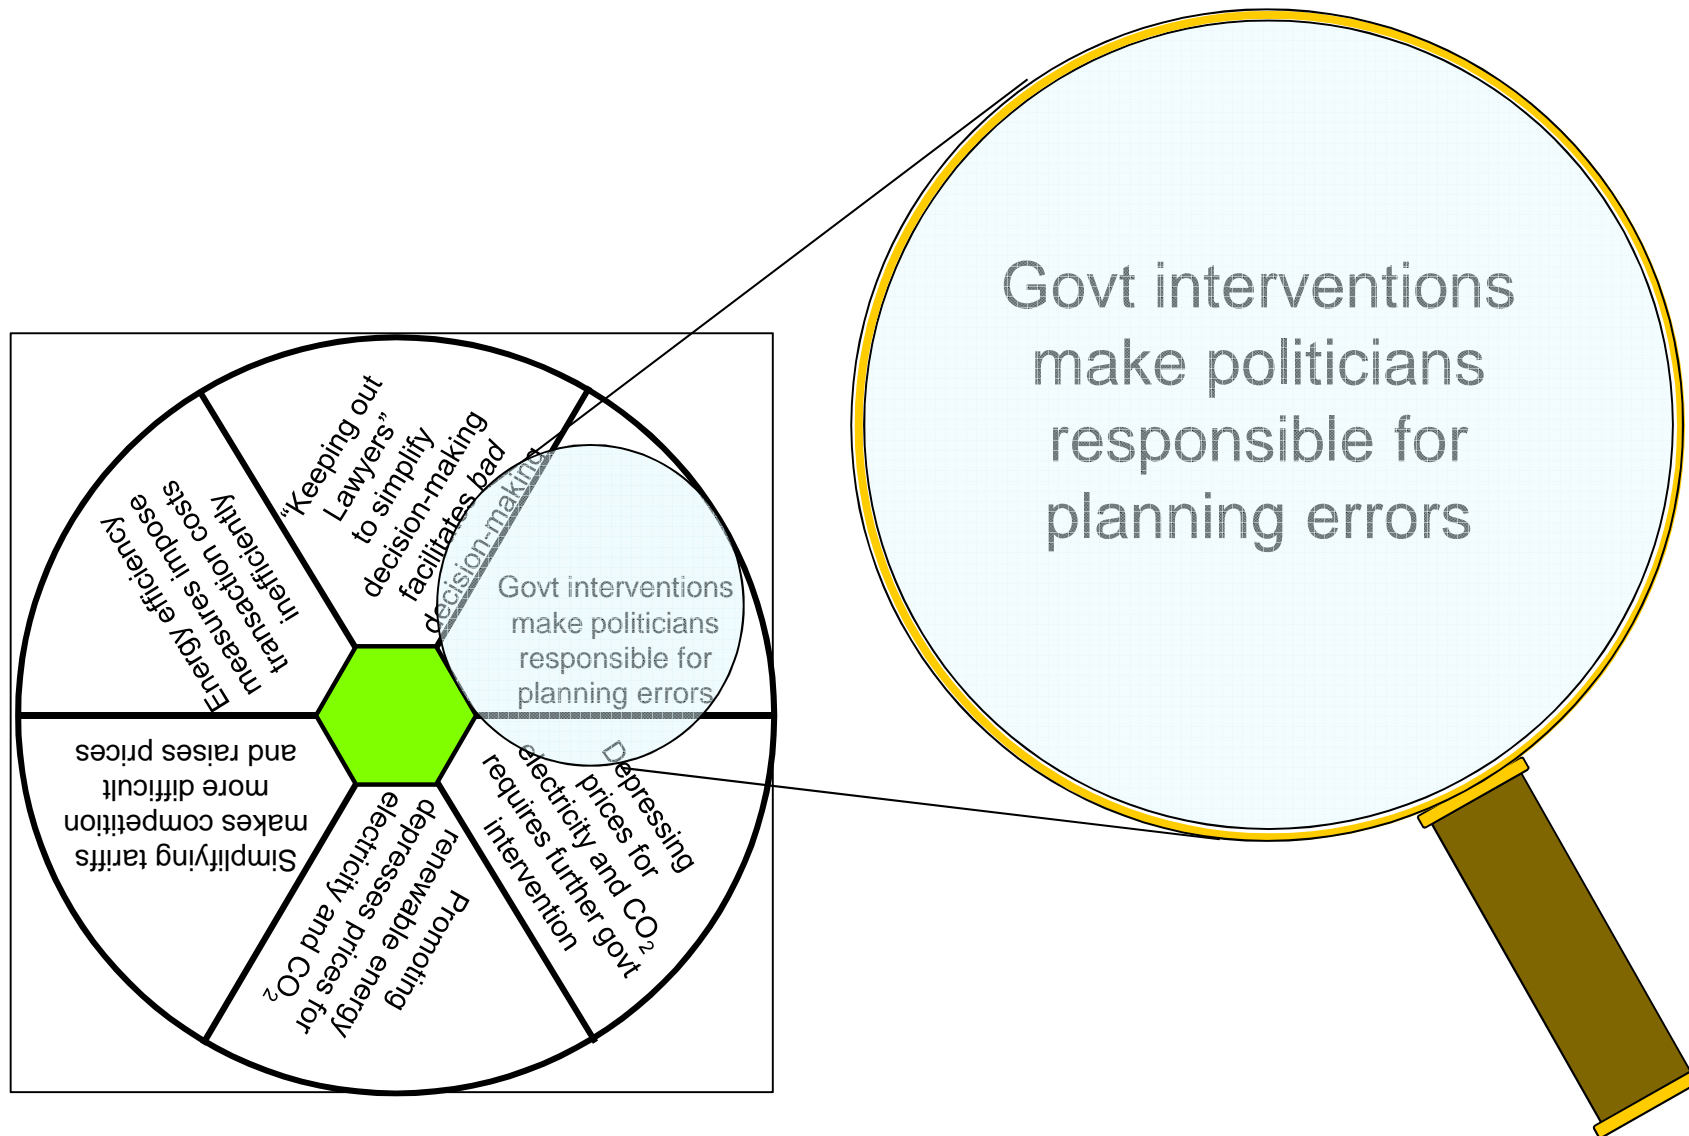 Govt interventions
make politicians
responsible for
planning errors
“Keeping out
Lawyers”
to simplify
decision-making
facilitates bad
decision-making
Govt interventions
make politicians
responsible for
planning errors
Depressing
prices for
electricity and CO₂
requires further govt
intervention
Promoting
renewable energy
depresses prices for
electricity and CO₂
Simplifying tariffs
makes competition
more difficult
and raises prices
Energy efficiency
measures impose
transaction costs
inefficiently